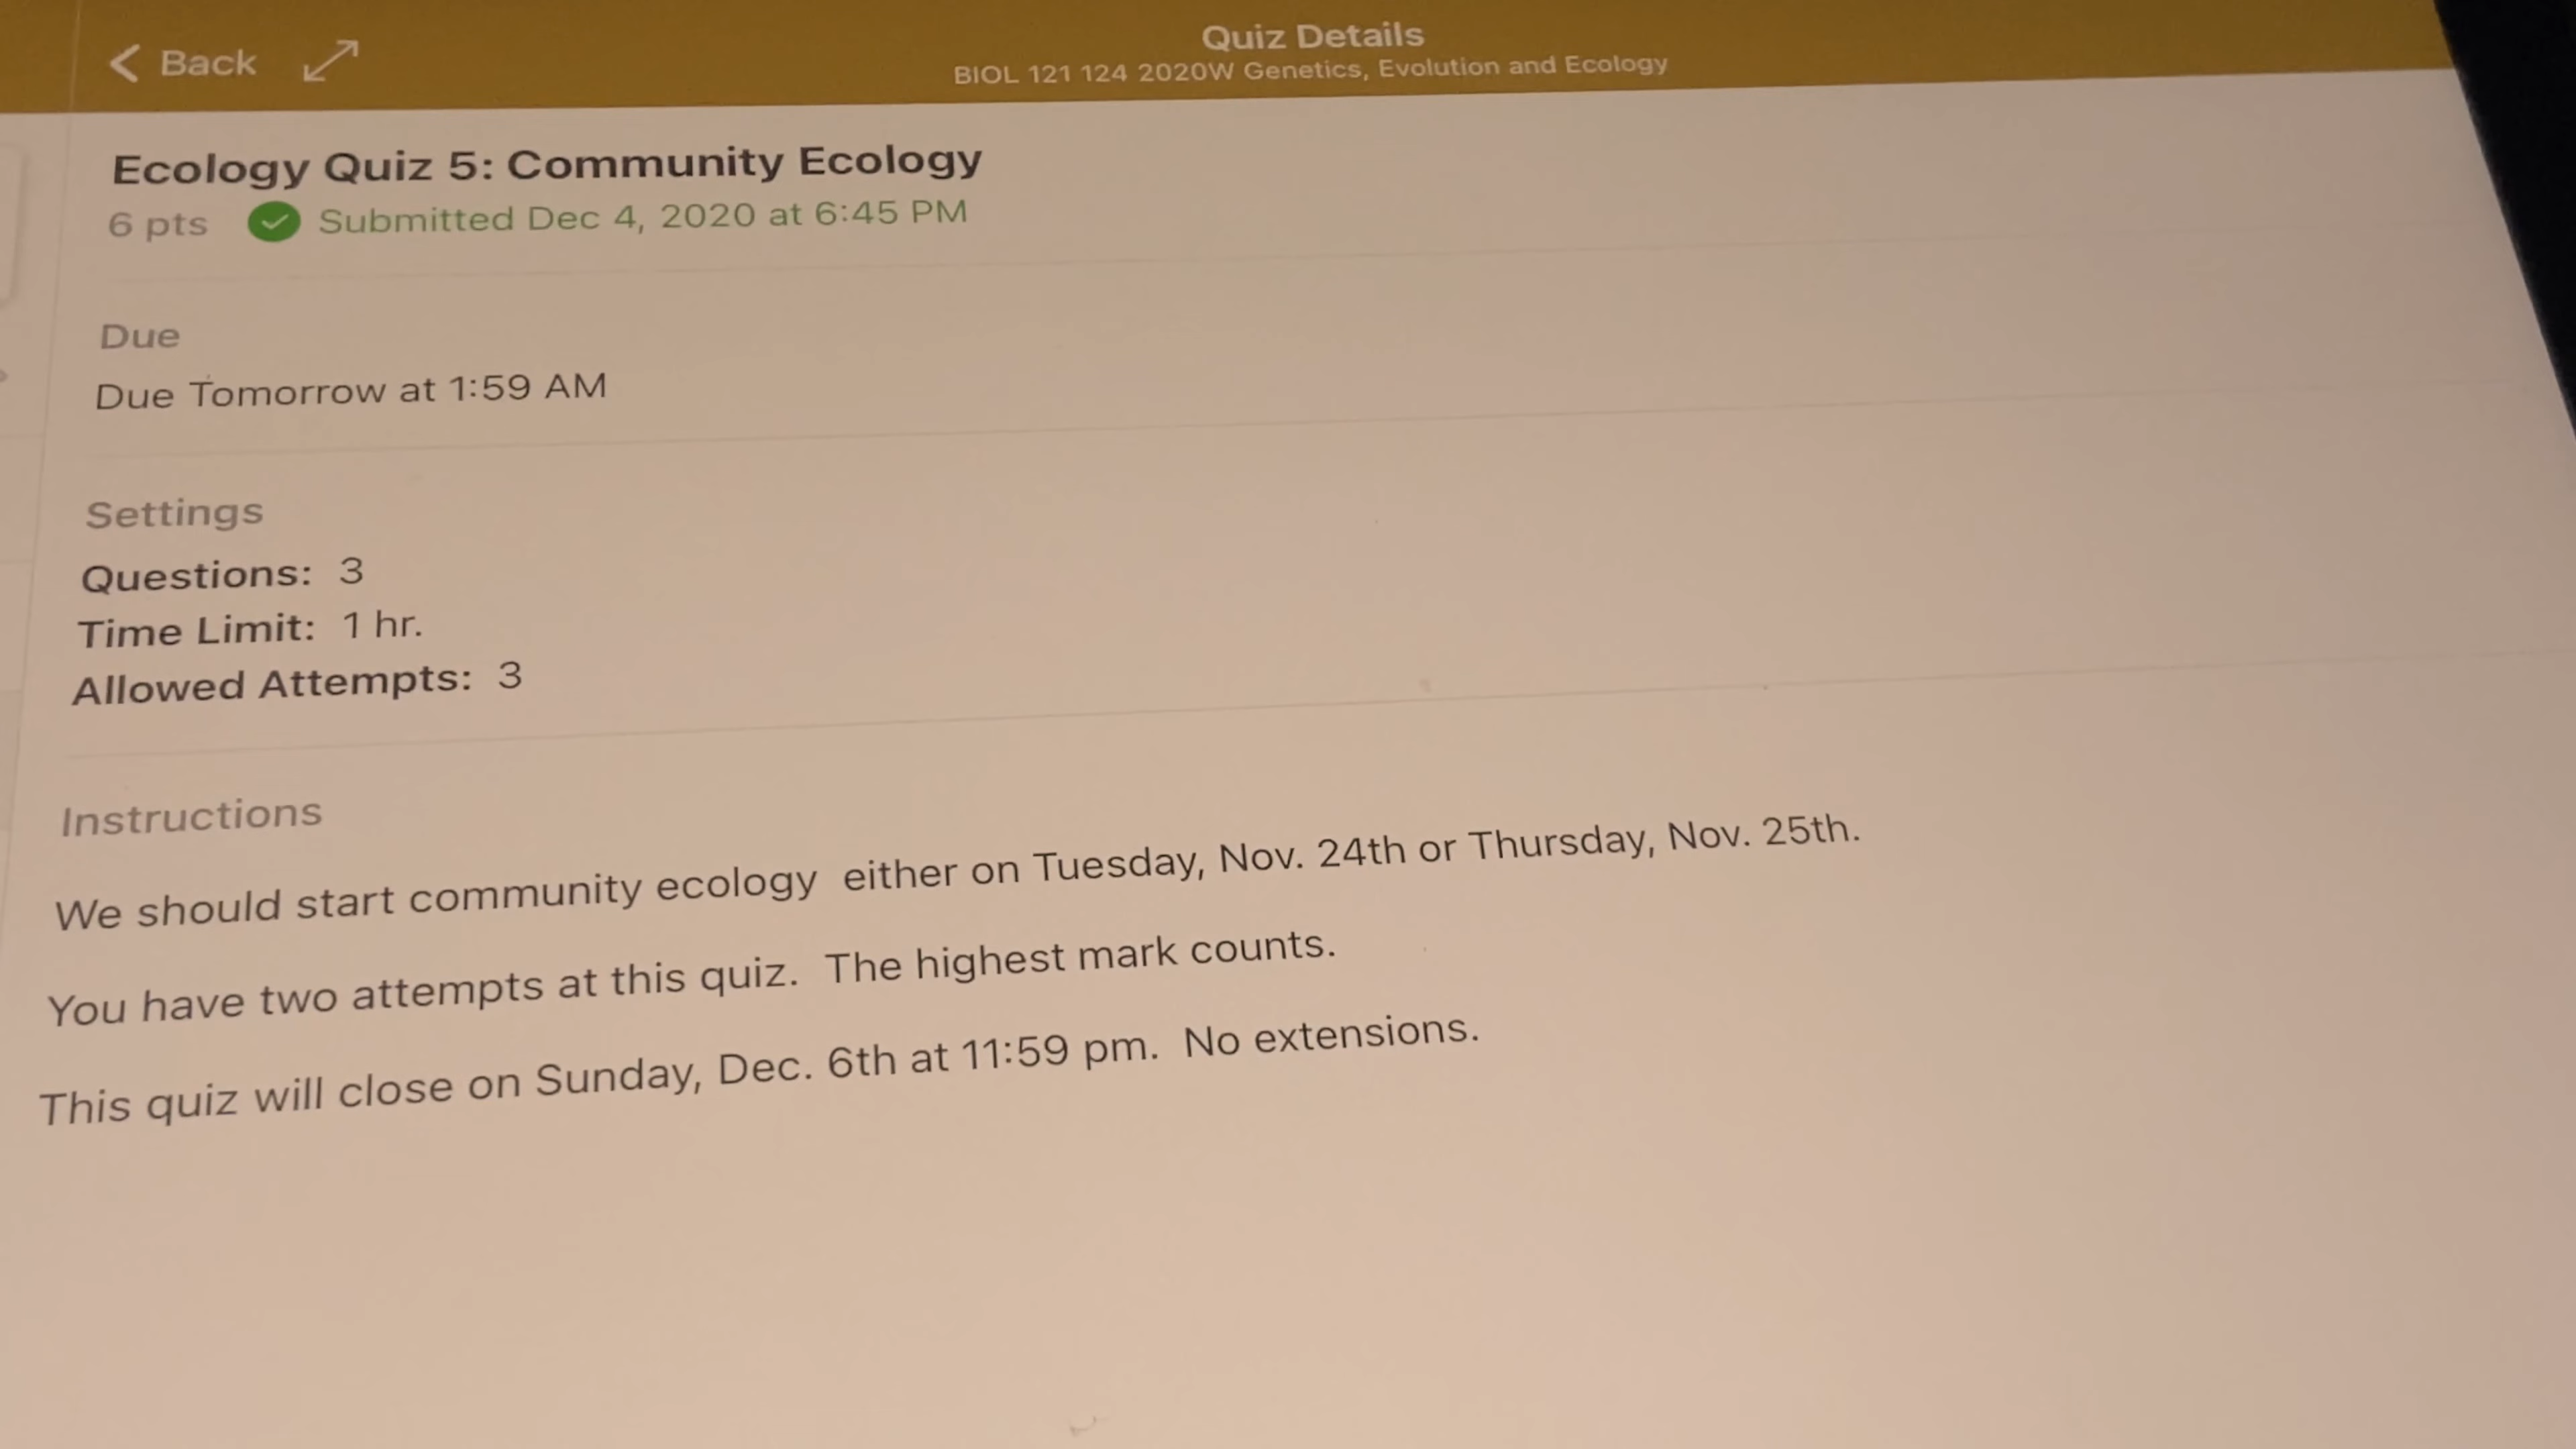 Back
Quiz Details
BIOL 121 124 2020W Genetics, Evolution and Ecology
Ecology Quiz 5: Community Ecology
6 pts Submitted Dec 4, 2020 at 6:45 PM
Due
Due Tomorrow at 1:59 AM
Settings
Questions: 3
Time Limit: 1 hr.
Allowed Attempts: 3
Instructions
We should start community ecology either on Tuesday, Nov. 24th or Thursday, Nov. 25th.
You have two attempts at this quiz. The highest mark counts.
This quiz will close on Sunday, Dec. 6th at 11:59 pm. No extensions.